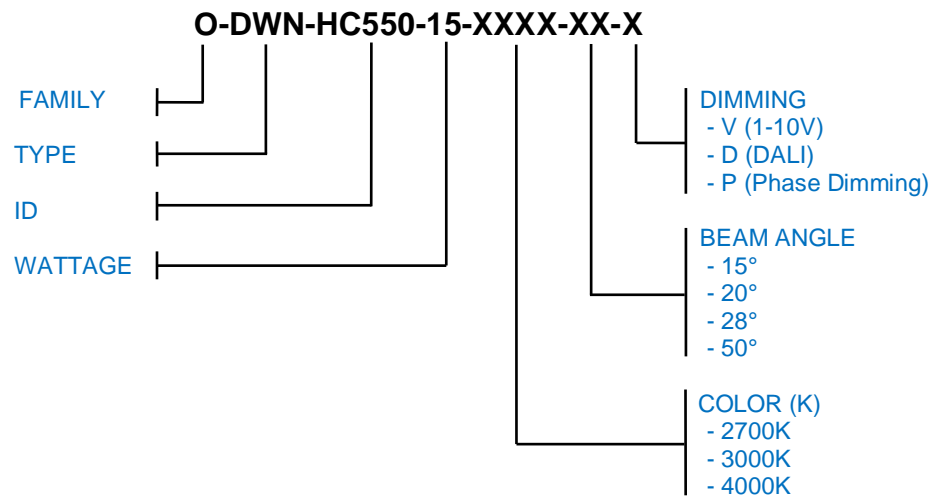 O-DWN-HC550-15-XXXX-XX-X
FAMILY
TYPE
ID
WATTAGE
DIMMING
- V (1-10V)
- D (DALI)
- P (Phase Dimming)
BEAM ANGLE
- 15°
- 20°
- 28°
- 50°
COLOR (K)
- 2700K
- 3000K
- 4000K